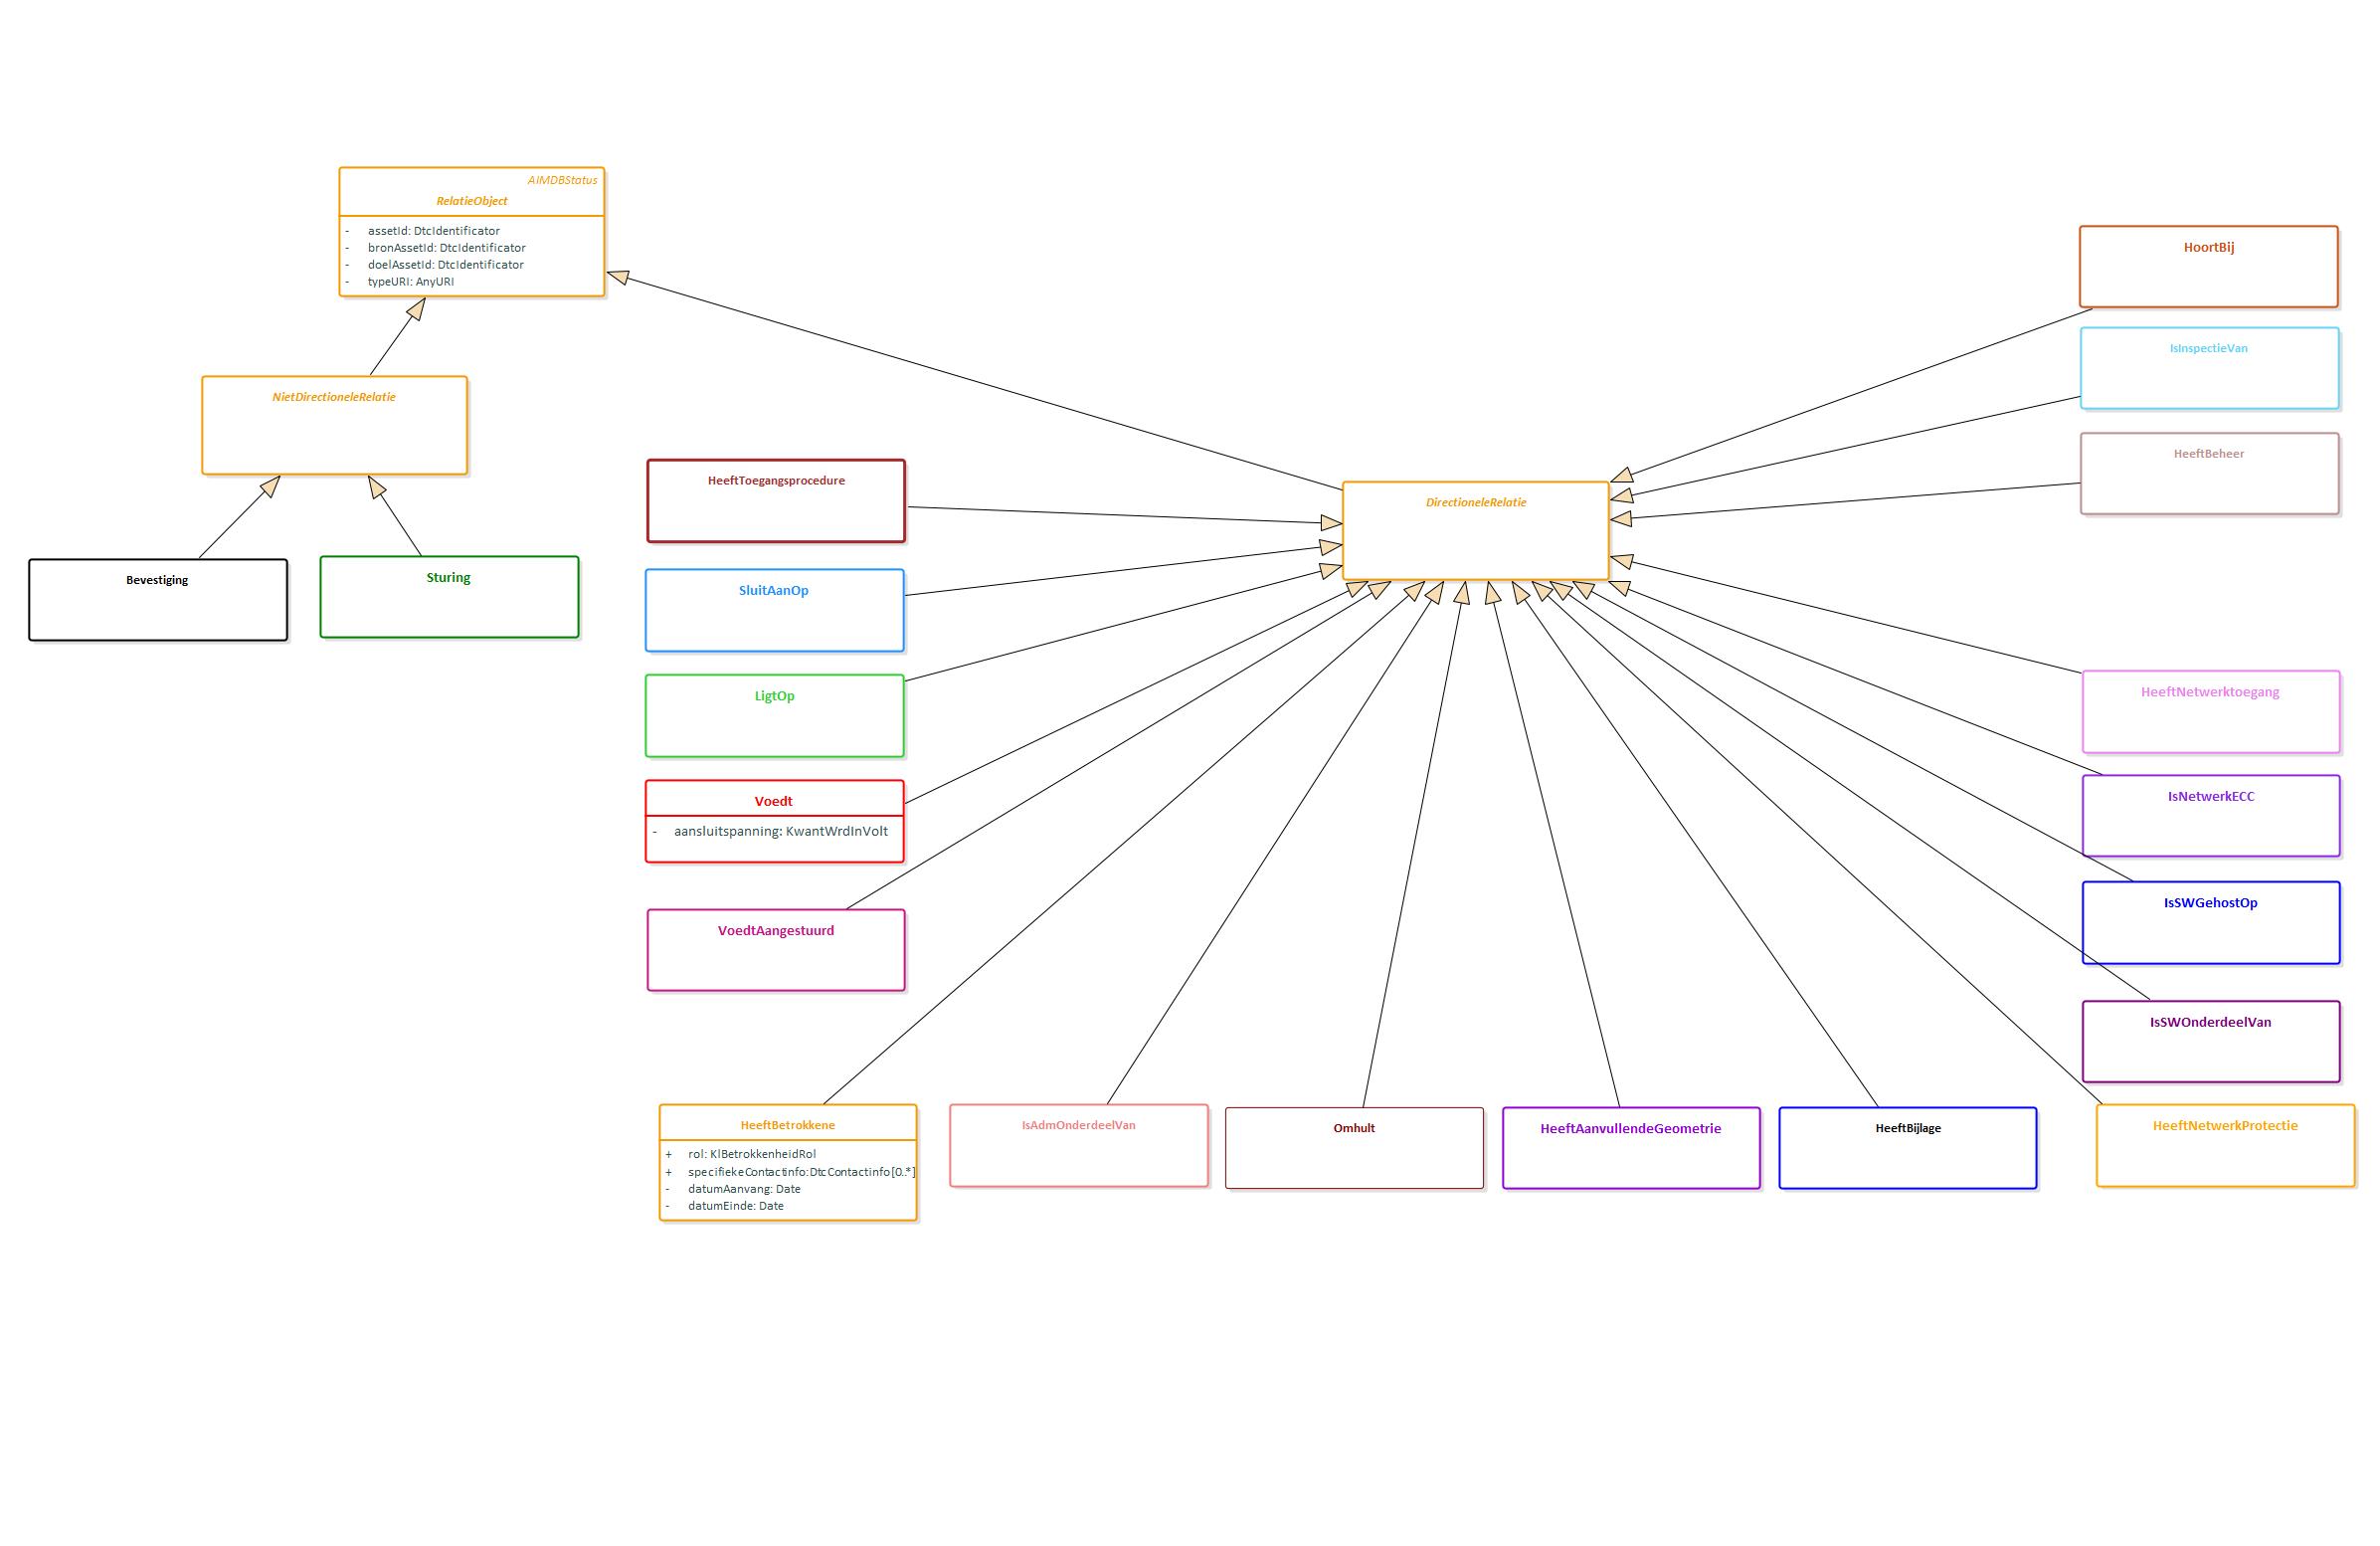 AIMDBStatus
RelatieObject
- assetId: DtcIdentificator
- bronAssetId: DtcIdentificator
- doelAssetId: DtcIdentificator
- typeURI: AnyURI
NietDirectioneleRelatie
Bevestiging
Sturing
HeeftToegangsprocedure
SluitAanOp
LigtOp
Voedt
- aansluitspanning: KwantWrdInVolt
VoedtAangestuurd
DirectioneleRelatie
HoortBij
IsInspectieVan
HeeftBeheer
HeeftNetwerktoegang
IsNetwerkECC
IsSWGehostOp
IsSWOnderdeelVan
HeeftBetrokkene
+ rol: KlBetrokkenheidRol
+ specifiekeContactinfo: DtcContactinfo [0..*]
- datumAanvang: Date
- datumEinde: Date
IsAdmOnderdeelVan
Omhult
HeeftAanvullendeGeometrie
HeeftBijlage
HeeftNetwerkProtectie